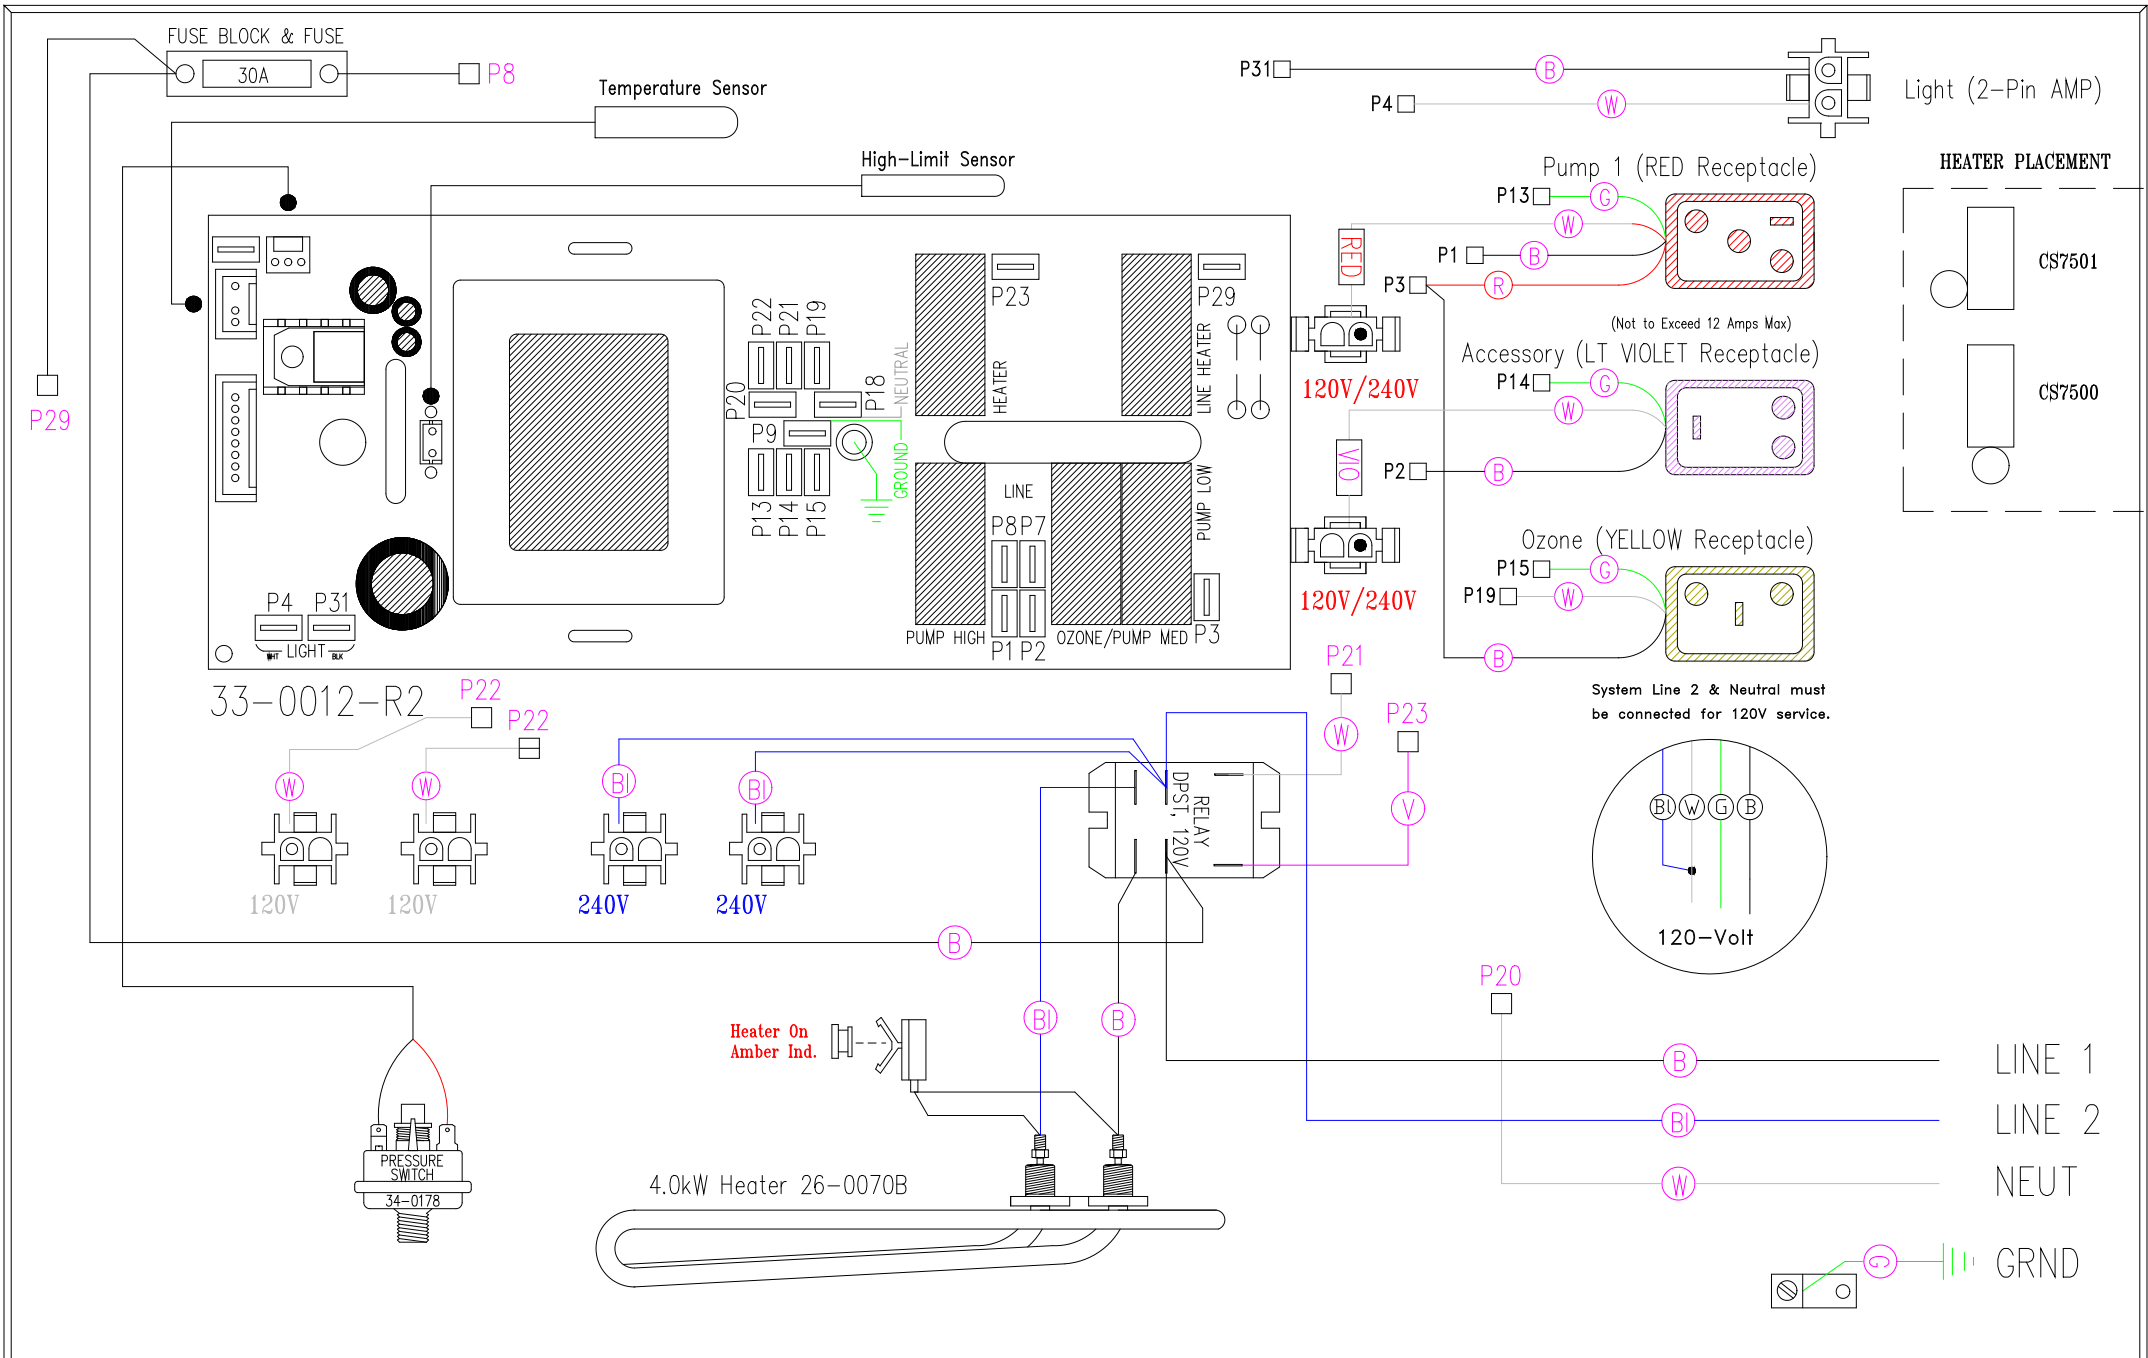 FUSE BLOCK & FUSE
30A
P8
Temperature Sensor
High-Limit Sensor
P29
P31
B
P4
W
Light (2-Pin AMP)
Pump 1 (RED Receptacle)
P13
G
W
P1
B
P3
R
RED
120V/240V
(Not to Exceed 12 Amps Max)
Accessory (LT VIOLET Receptacle)
P14
G
W
P2
B
VIO
120V/240V
Ozone (YELLOW Receptacle)
P15
G
P19
W
B
HEATER PLACEMENT
CS7501
CS7500
P22
P21
P19
P20
P18
P9
P13
P14
P15
NEUTRAL
GROUND
P23
HEATER
P29
LINE HEATER
LINE
P8
P7
P1
P2
PUMP HIGH
OZONE/PUMP MED
PUMP LOW
P3
P4
P31
WHT
LIGHT
BLK
33-0012-R2
P22
P22
W
W
Bl
Bl
120V
120V
240V
240V
P21
W
P23
V
RELAY
DPST, 120V
System Line 2 & Neutral must
be connected for 120V service.
Bl
W
G
B
120-Volt
B
Bl
B
Heater On
Amber Ind.
PRESSURE
SWITCH
34-0178
4.0kW Heater 26-0070B
P20
B
LINE 1
Bl
LINE 2
W
NEUT
G
GRND